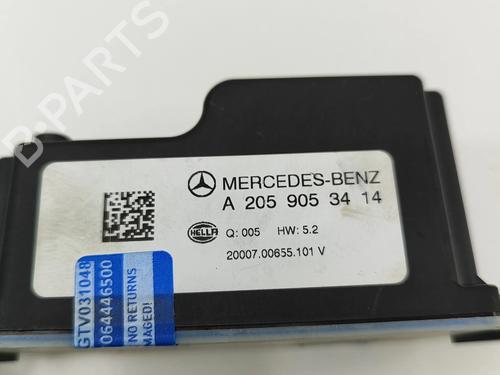 B-PARTS
MERCEDES-BENZ
A 205 905 34 14
HELLA
Q: 005 HW: 5.2
20007.00655.101 V
GTV031048
064446500
NO RETURNS
DAMAGED!